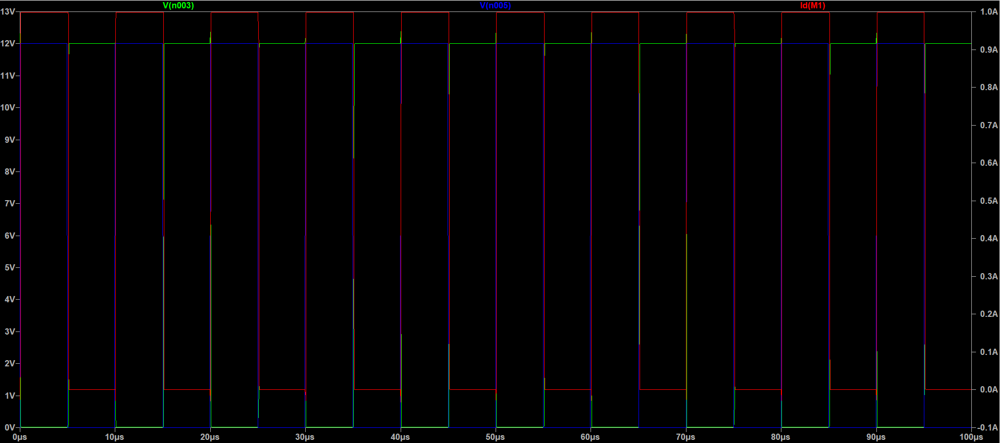 V(n003) V(n005) Id(M1)
13V 1.0A
12V
0.9A
11V
0.8A
10V
0.7A
9V
0.6A
8V
7V 0.5A
6V 0.4A
5V
0.3A
4V
0.2A
3V
2V 0.1A
1V 0.0A
0V -0.1A
0µs 10µs 20µs 30µs 40µs 50µs 60µs 70µs 80µs 90µs 100µs